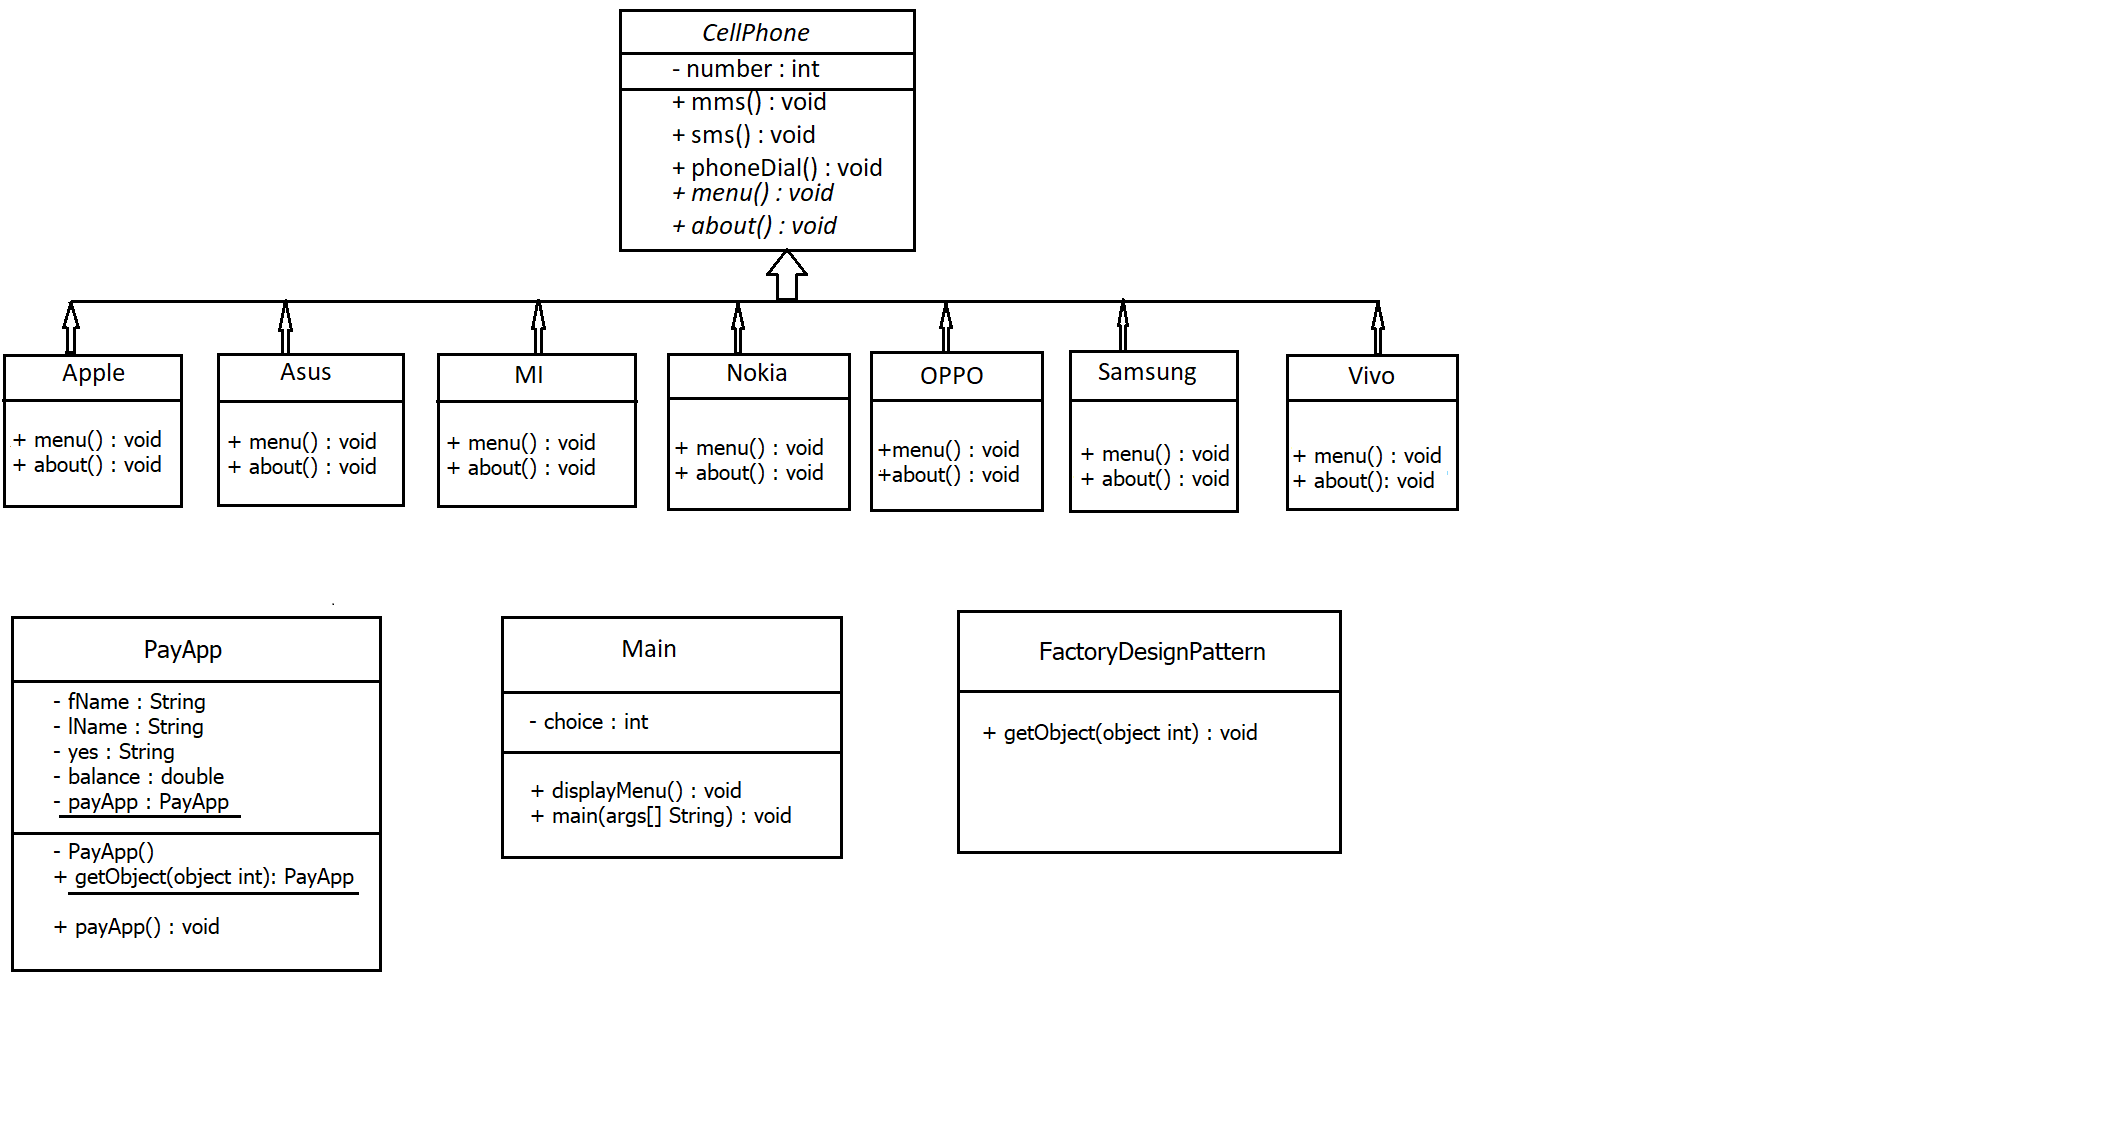 CellPhone
- number : int
+ mms() : void
+ sms() : void
+ phoneDial() : void
+ menu() : void
+ about() : void
Apple
+ menu() : void
+ about() : void
Asus
+ menu() : void
+ about() : void
MI
+ menu() : void
+ about() : void
Nokia
+ menu() : void
+ about() : void
OPPO
+menu() : void
+about() : void
Samsung
+ menu() : void
+ about() : void
Vivo
+ menu() : void
+ about(): void
PayApp
- fName : String
- lName : String
- yes : String
- balance : double
- payApp : PayApp
- PayApp()
+ getObject(object int): PayApp
+ payApp() : void
Main
- choice : int
+ displayMenu() : void
+ main(args[] String) : void
FactoryDesignPattern
+ getObject(object int) : void